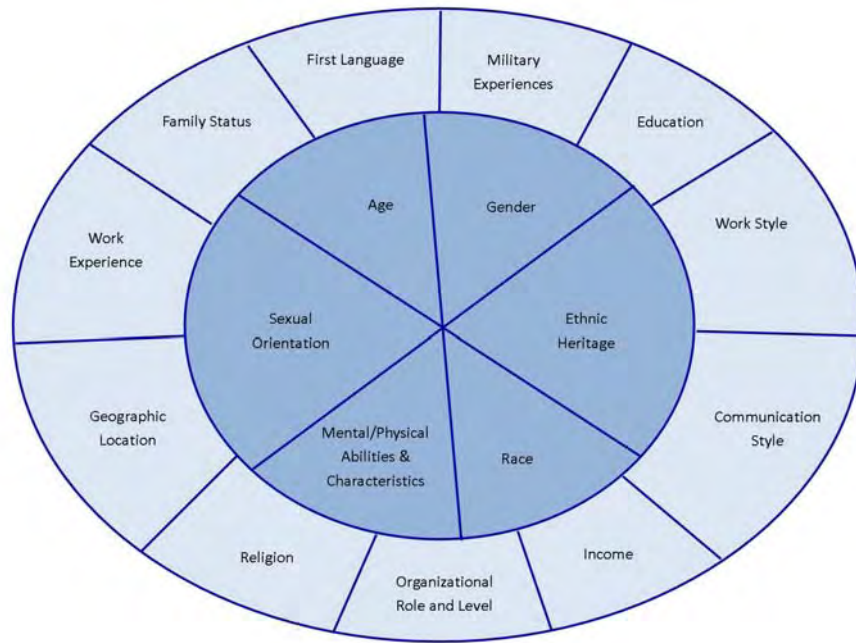 First Language
Military
Experiences
Family Status
Education
Work
Experience
Work Style
Age
Gender
Sexual
Orientation
Ethnic
Heritage
Geographic
Location
Communication
Style
Mental/Physical
Abilities &
Characteristics
Race
Religion
Organizational
Role and Level
Income